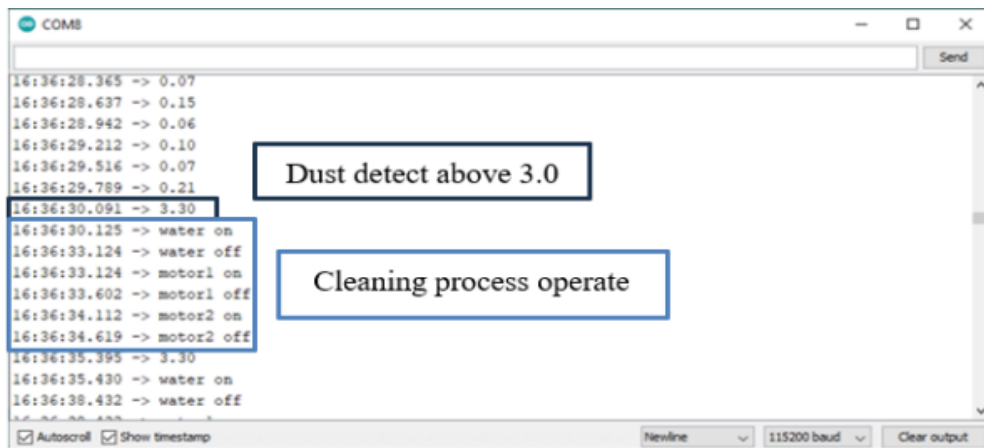 COM8
Send
16:36:28.365 -> 0.07
16:36:28.637 -> 0.15
16:36:28.942 -> 0.06
16:36:29.212 -> 0.10
16:36:29.516 -> 0.07
16:36:29.789 -> 0.21
Dust detect above 3.0
16:36:30.091 -> 3.30
16:36:30.125 -> water on
16:36:33.124 -> water off
16:36:33.124 -> motor1 on
Cleaning process operate
16:36:33.602 -> motor1 off
16:36:34.112 -> motor2 on
16:36:34.619 -> motor2 off
16:36:35.395 -> 3.30
16:36:35.430 -> water on
16:36:38.432 -> water off
Autoscroll Show timestamp Newline 115200 baud Clear output